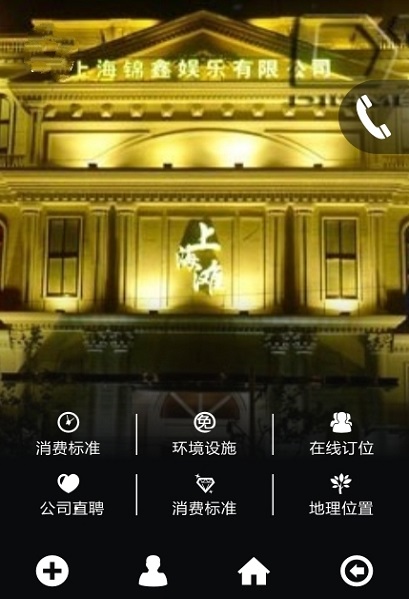 上海锦鑫娱乐有限公司
上
海
滩
消费标准
免
环境设施
在线订位
公司直聘
消费标准
地理位置